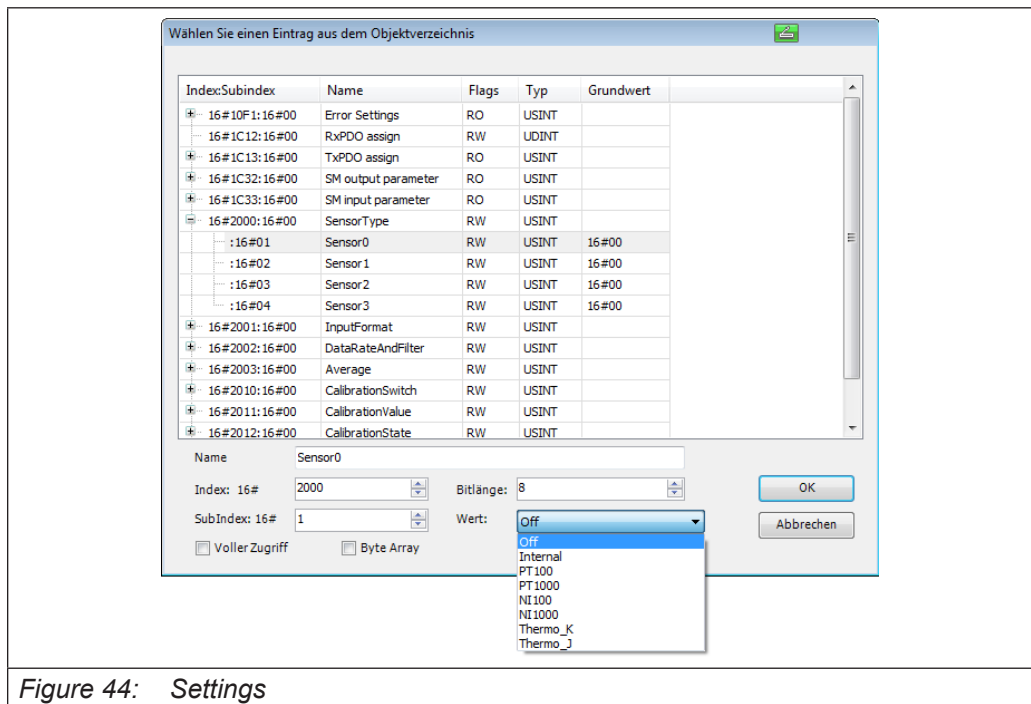 Wählen Sie einen Eintrag aus dem Objektverzeichnis
Index:Subindex Name Flags Typ Grundwert
16#10F1:16#00 Error Settings RO USINT
16#1C12:16#00 RxPDO assign RW UDINT
16#1C13:16#00 TxPDO assign RO USINT
16#1C32:16#00 SM output parameter RO USINT
16#1C33:16#00 SM input parameter RO USINT
16#2000:16#00 SensorType RW USINT
:16#01 Sensor0 RW USINT 16#00
:16#02 Sensor1 RW USINT 16#00
:16#03 Sensor2 RW USINT 16#00
:16#04 Sensor3 RW USINT 16#00
16#2001:16#00 InputFormat RW USINT
16#2002:16#00 DataRateAndFilter RW USINT
16#2003:16#00 Average RW USINT
16#2010:16#00 CalibrationSwitch RW USINT
16#2011:16#00 CalibrationValue RW USINT
16#2012:16#00 CalibrationState RW USINT
Name Sensor0
Index: 16# 2000 Bitlänge: 8 OK
SubIndex: 16# 1 Wert: Off Abbrechen
Voller Zugriff Byte Array
Off
Internal
PT100
PT1000
NI100
NI1000
Thermo_K
Thermo_J
Figure 44: Settings